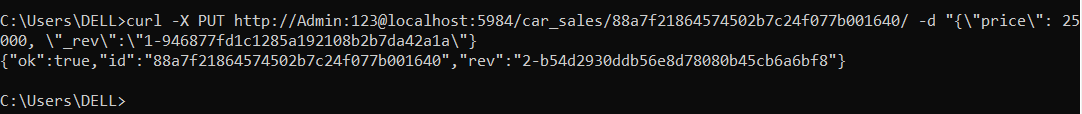 C:\Users\DELL>curl -X PUT http://Admin:123@localhost:5984/car_sales/88a7f21864574502b7c24f077b001640/ -d "{\"price\": 25
000, \"_rev\":\"1-946877fd1c1285a192108b2b7da42a1a\"}
{"ok":true,"id":"88a7f21864574502b7c24f077b001640","rev":"2-b54d2930ddb56e8d78080b45cb6a6bf8"}
C:\Users\DELL>